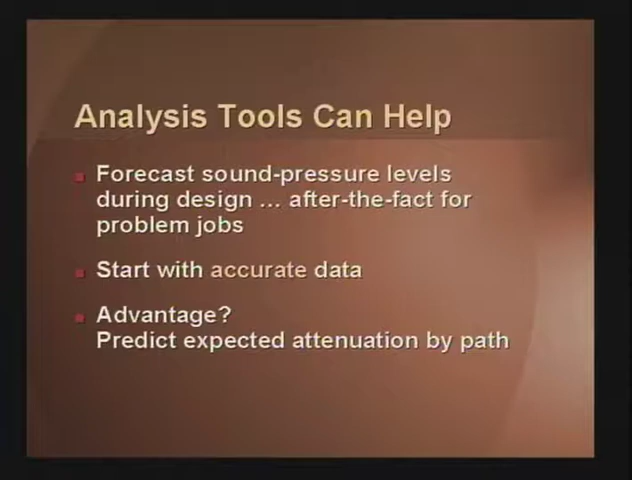 Analysis Tools Can Help
Forecast sound-pressure levels
during design ... after-the-fact for
problem jobs
Start with accurate data
Advantage?
Predict expected attenuation by path